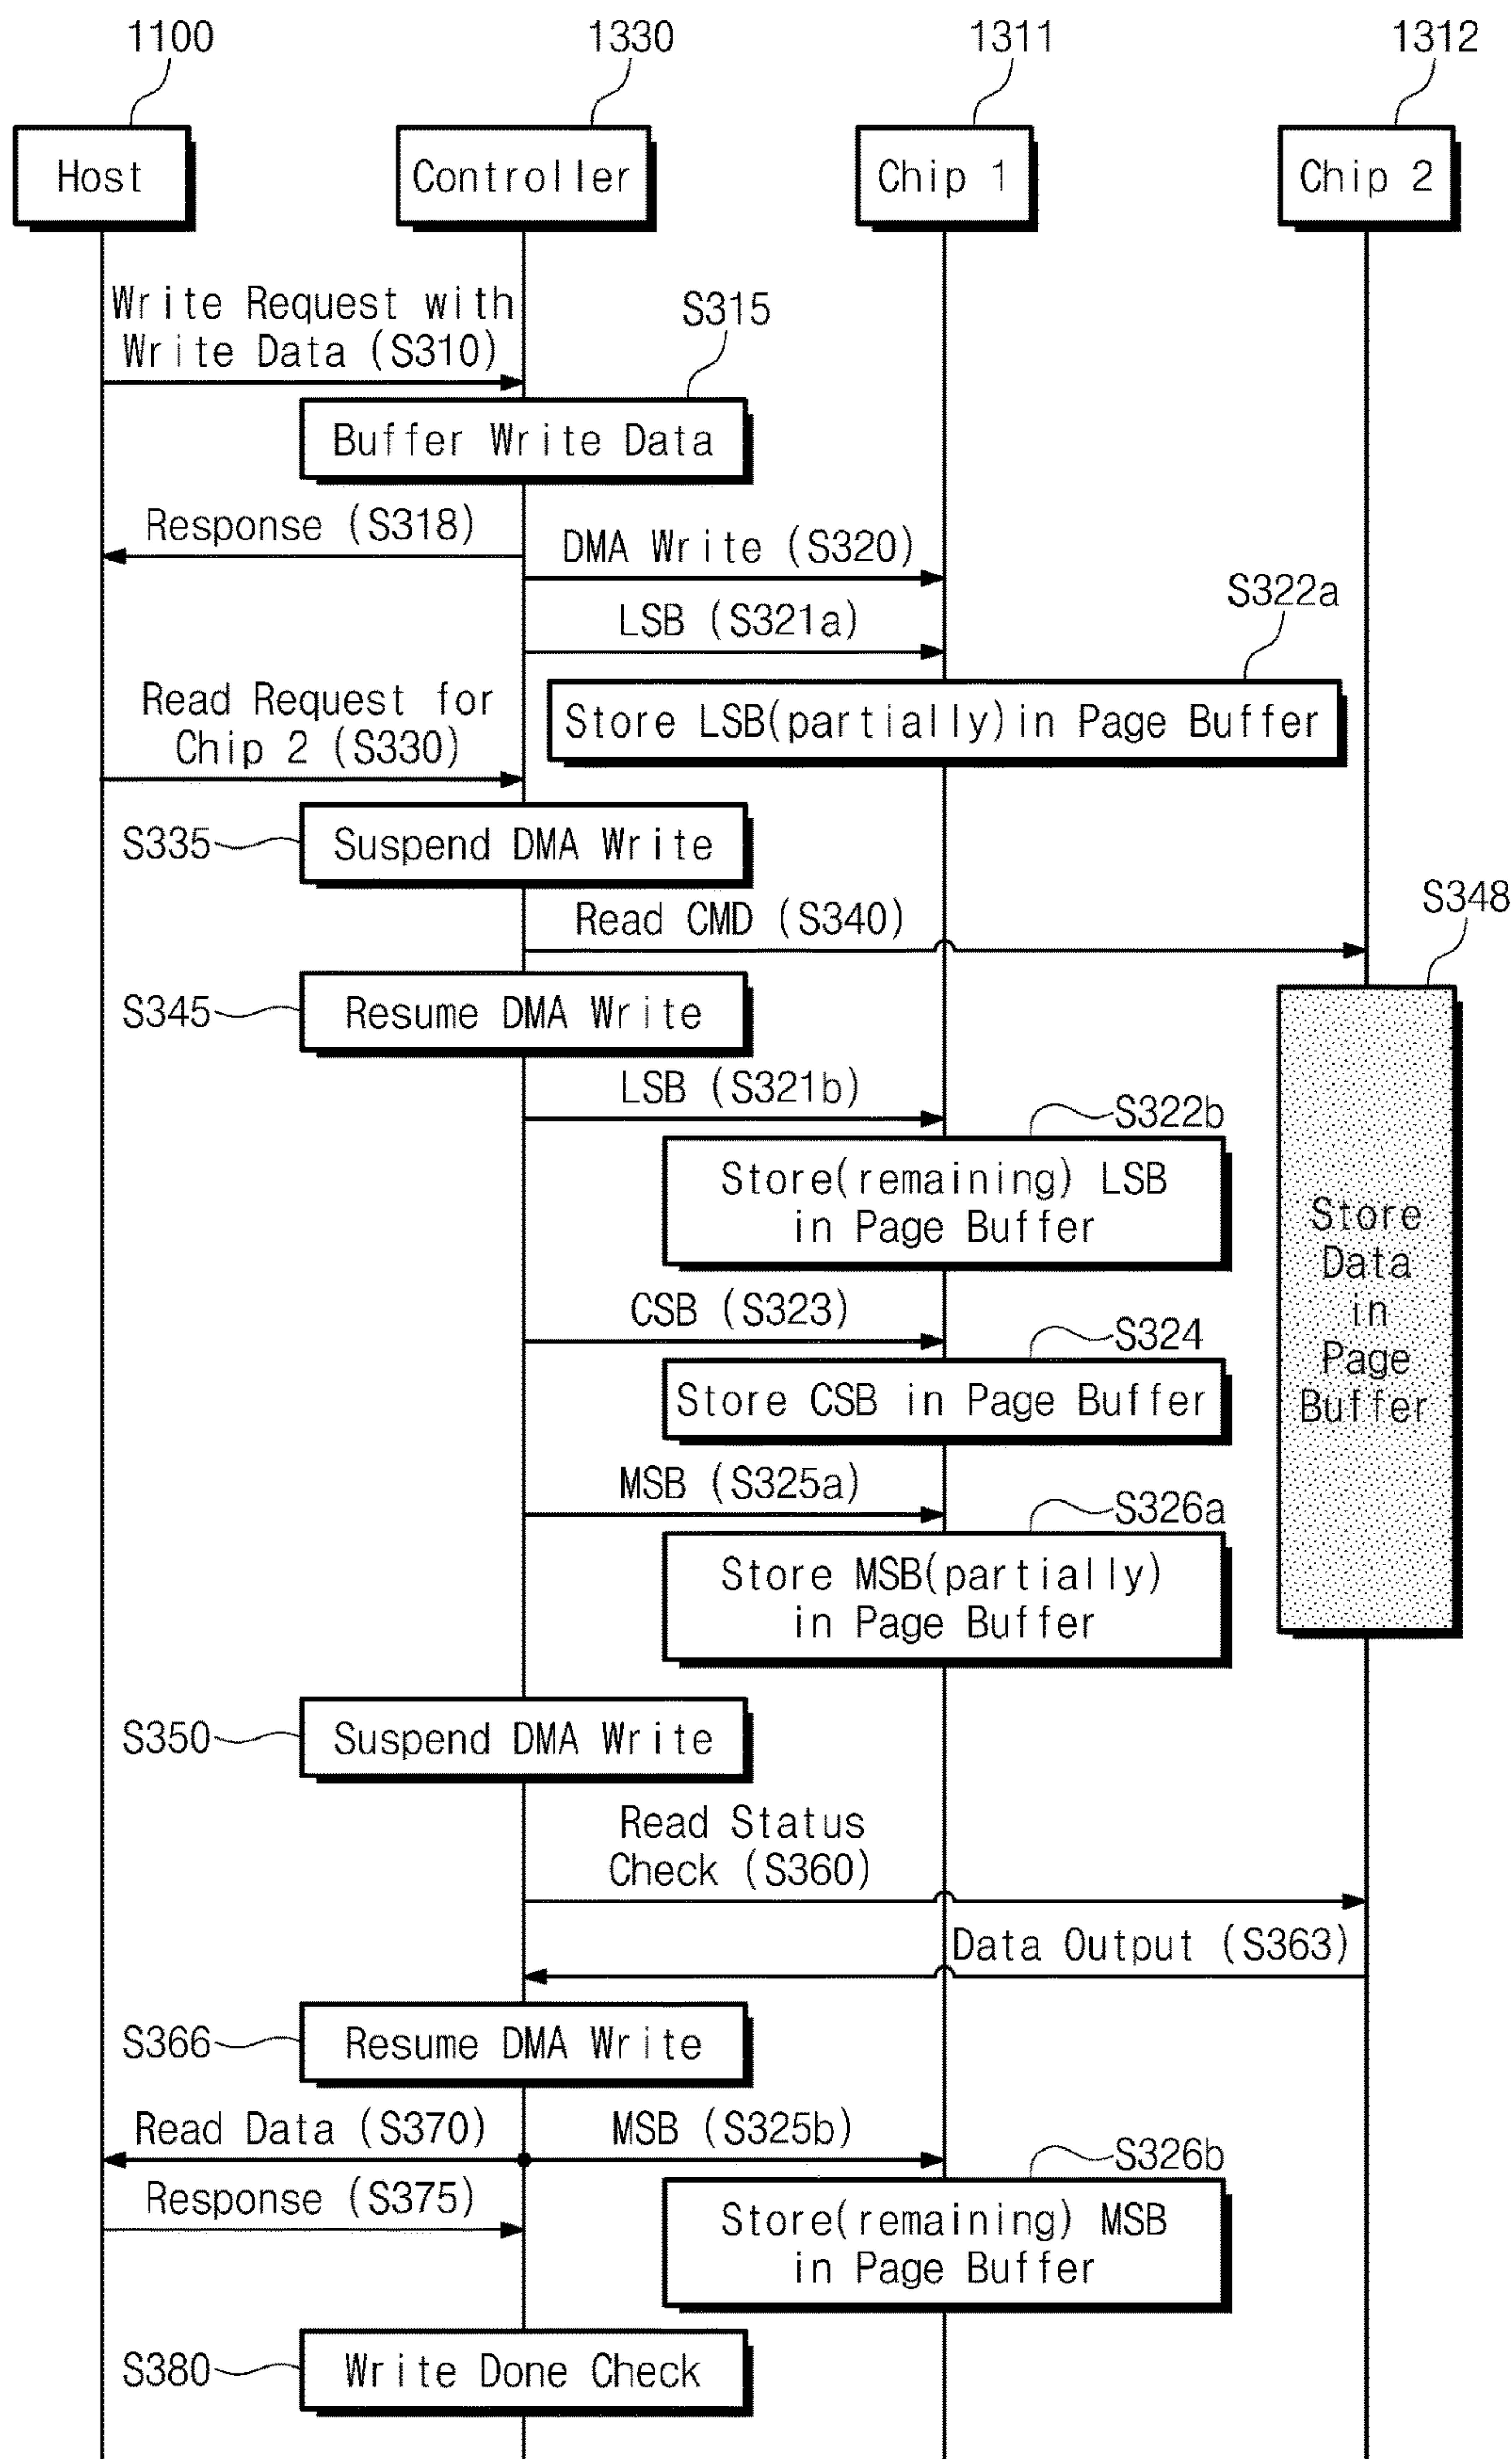 1100
1330
1311
1312
Host
Controller
Chip 1
Chip 2
Write Request with
Write Data (S310)
S315
Buffer Write Data
Response (S318)
DMA Write (S320)
LSB (S321a)
S322a
Read Request for
Chip 2 (S330)
Store LSB(partially) in Page Buffer
S335
Suspend DMA Write
Read CMD (S340)
S348
S345
Resume DMA Write
LSB (S321b)
S322b
Store(remaining) LSB
in Page Buffer
Store
Data
in
Page
Buffer
CSB (S323)
S324
Store CSB in Page Buffer
MSB (S325a)
S326a
Store MSB(partially)
in Page Buffer
S350
Suspend DMA Write
Read Status
Check (S360)
Data Output (S363)
S366
Resume DMA Write
Read Data (S370)
MSB (S325b)
S326b
Response (S375)
Store(remaining) MSB
in Page Buffer
S380
Write Done Check